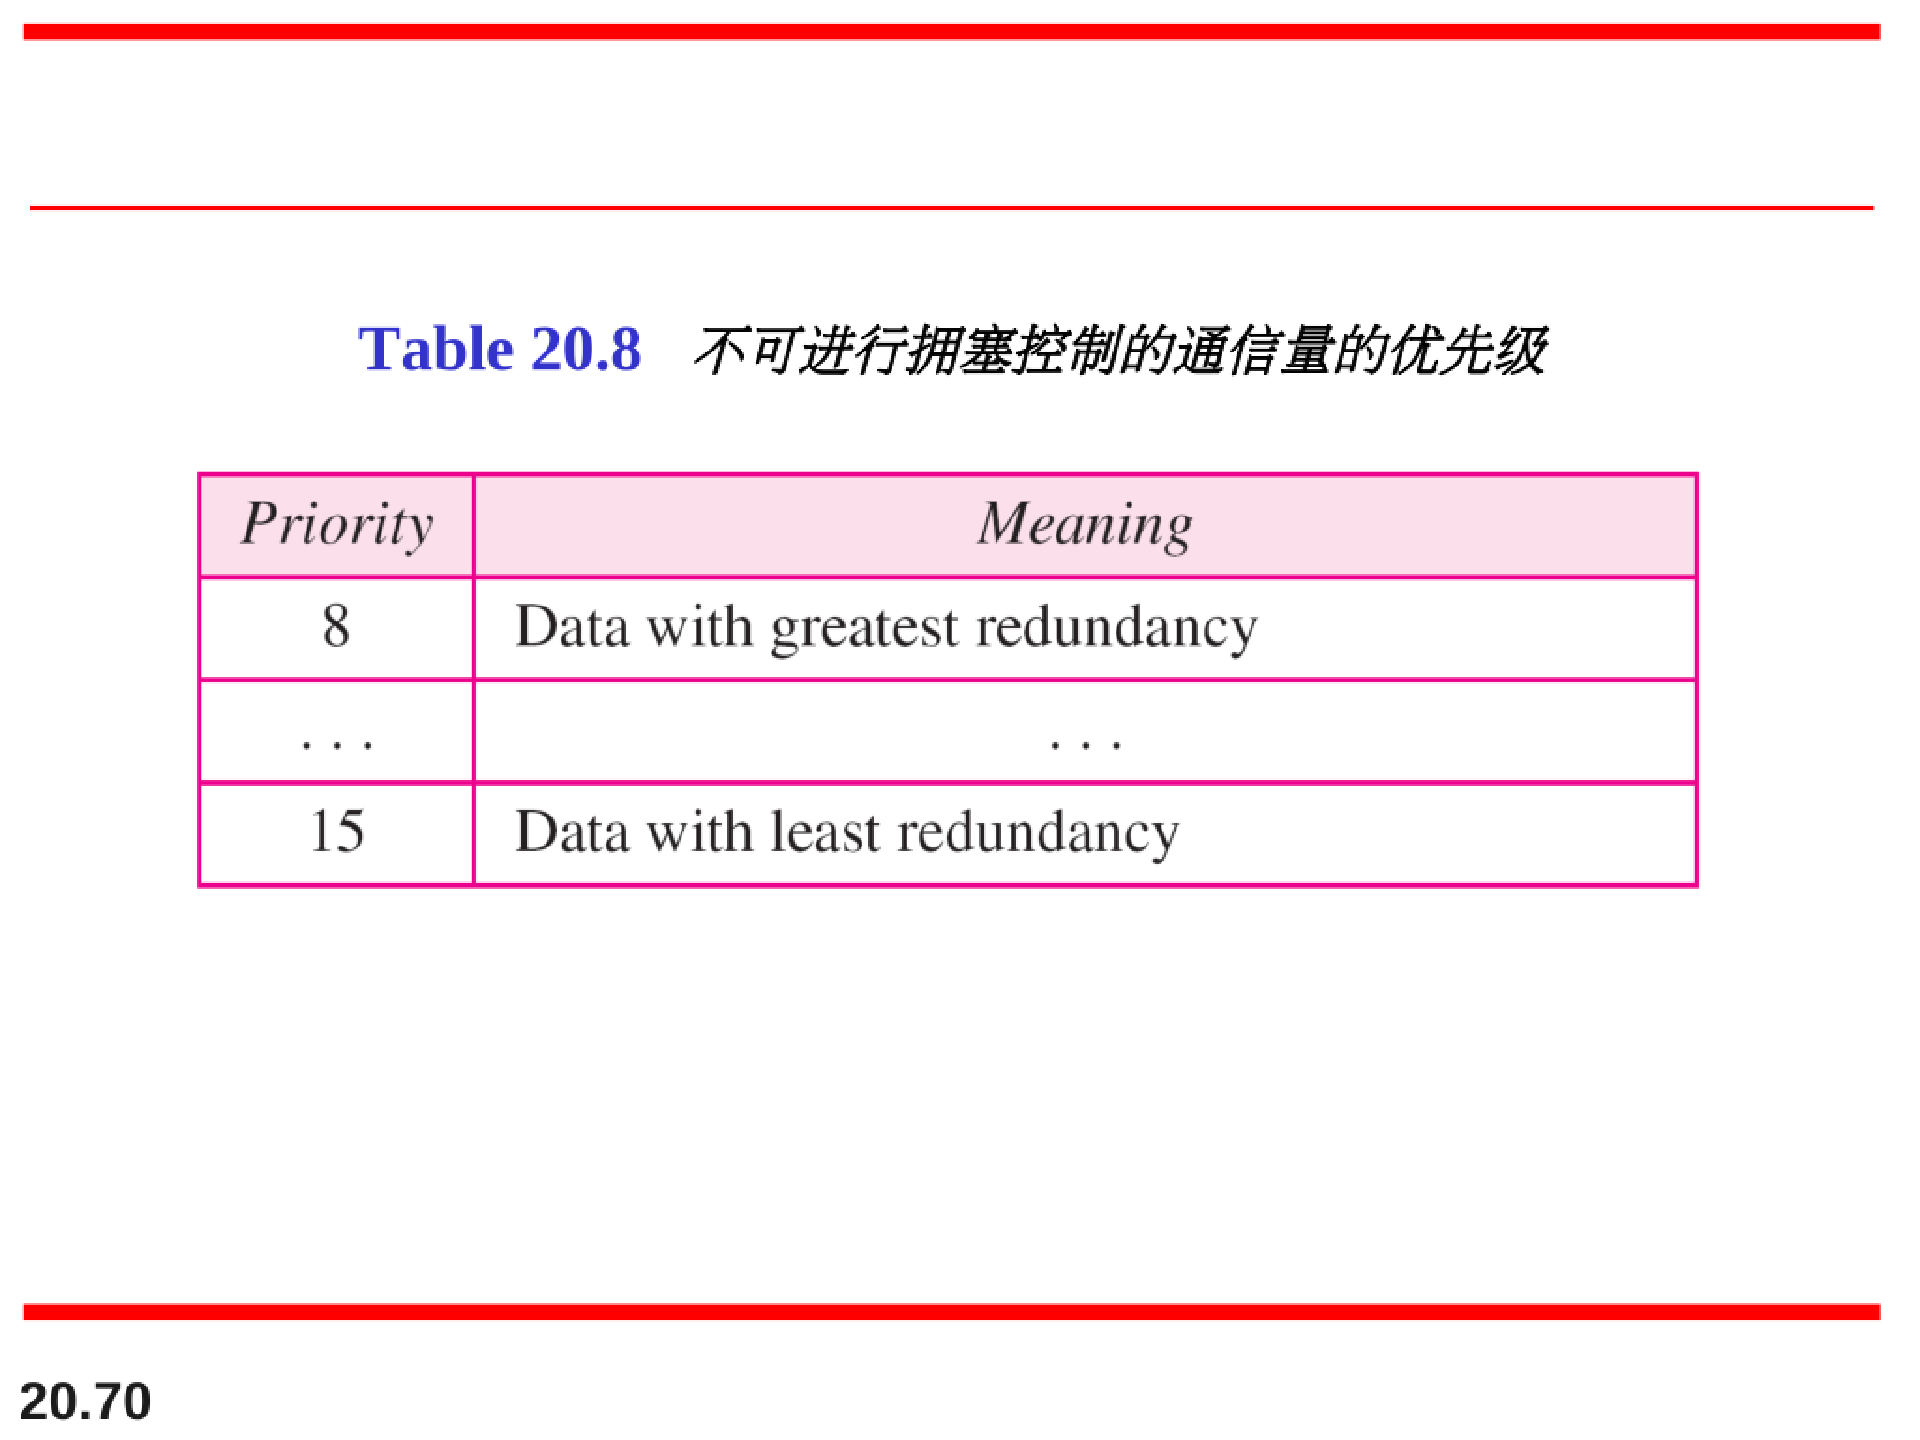 Table 20.8 不可进行拥塞控制的通信量的优先级
Priority Meaning
8 Data with greatest redundancy
. . . . . .
15 Data with least redundancy
20.70